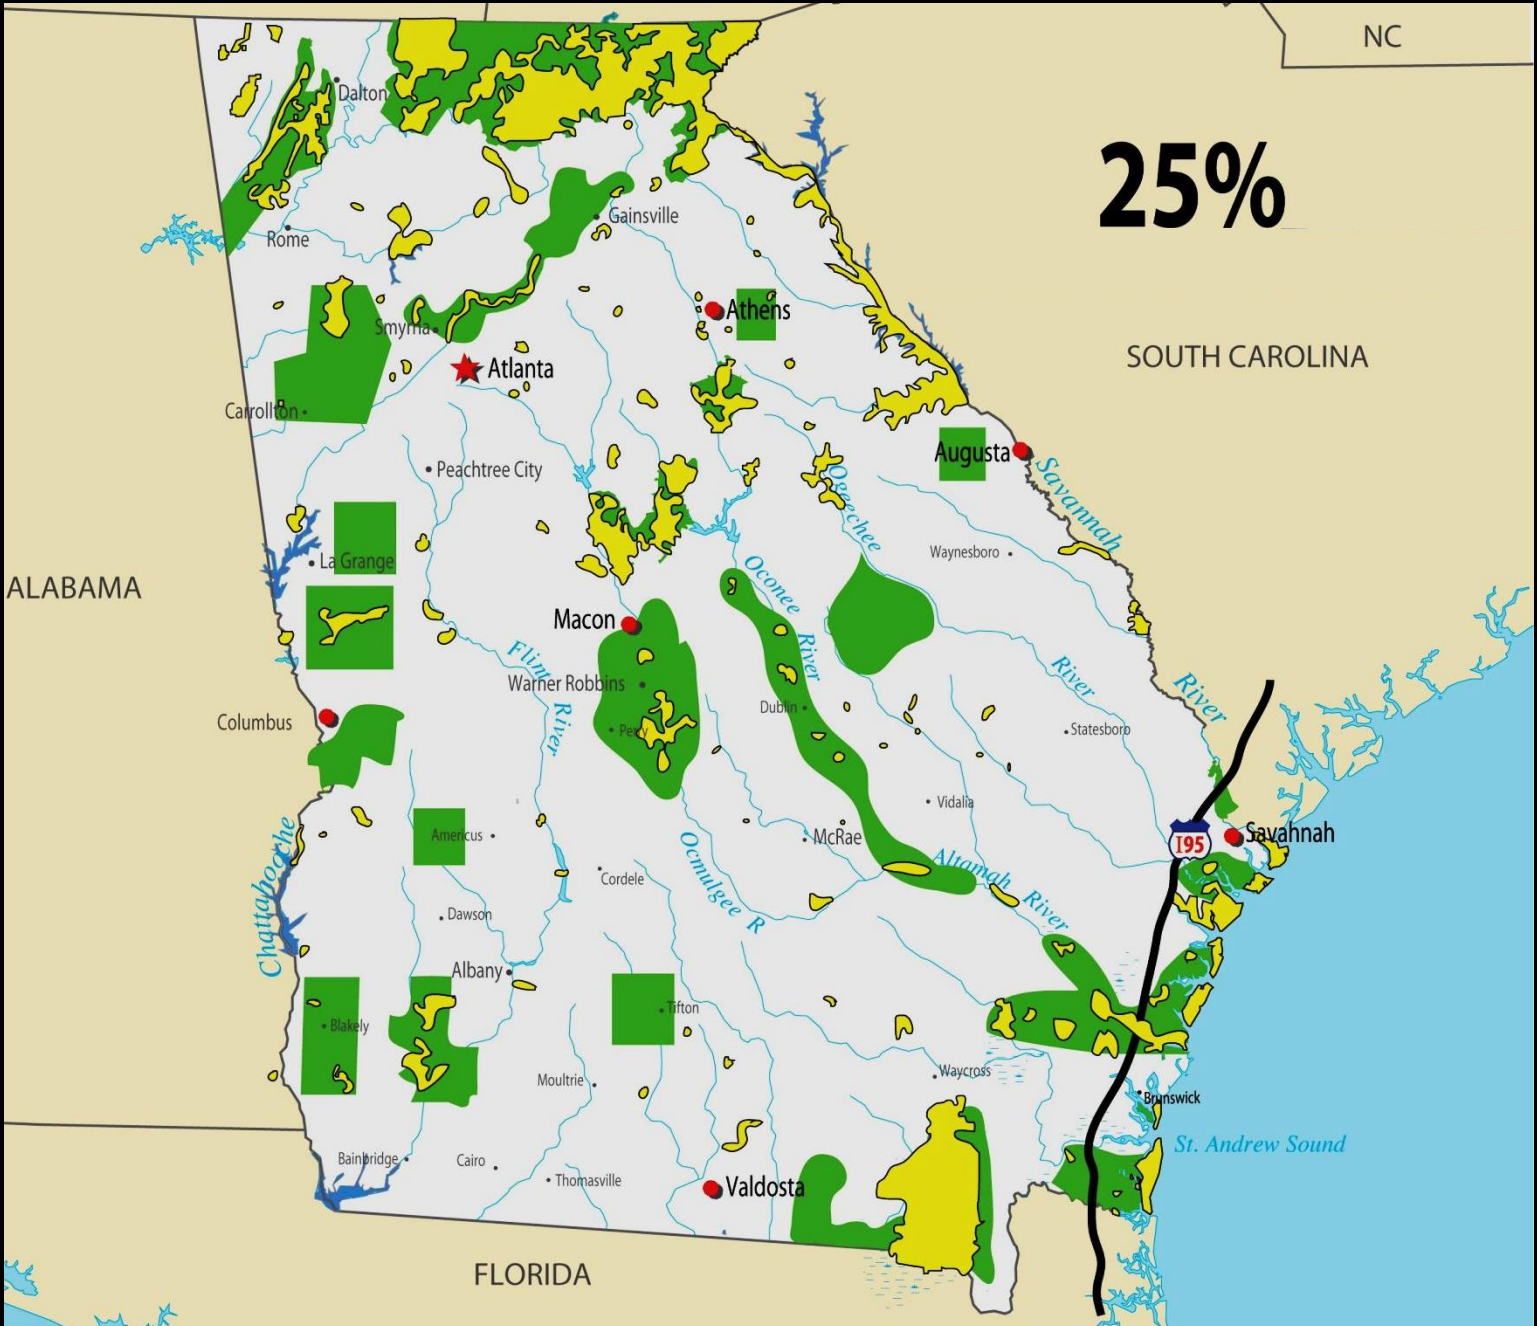 NC
25%
Dalton
Gainsville
Rome
Athens
Smyrna
SOUTH CAROLINA
Atlanta
Carrollton
Augusta
Savannah
Peachtree City
Ogeechee
Waynesboro
La Grange
ALABAMA
Oconee
Macon
River
Flint
River
Warner Robbins
River
River
Dublin
Columbus
Perry
Statesboro
Vidalia
Americus
McRae
I95
Savahnah
Chattahooche
Ocmulgee R
Altamah
River
Cordele
Dawson
Albany
Tifton
Blakely
Waycross
Moultrie
Brunswick
St. Andrew Sound
Bainbridge
Cairo
Thomasville
Valdosta
FLORIDA